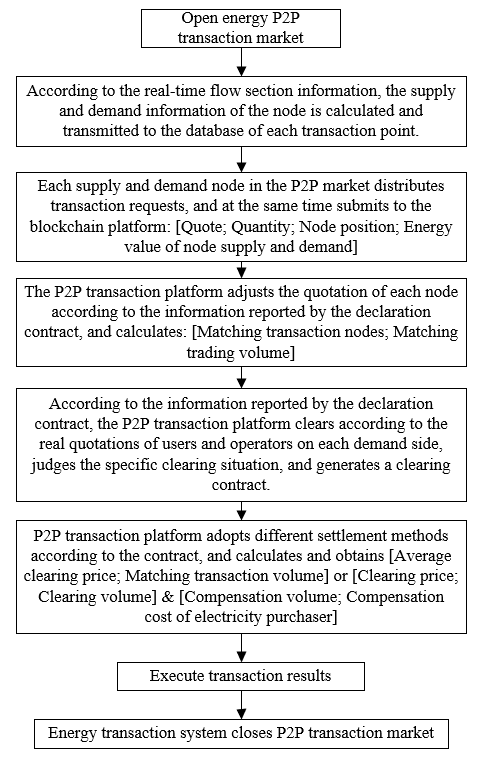 Open energy P2P
transaction market
According to the real-time flow section information, the supply
and demand information of the node is calculated and
transmitted to the database of each transaction point.
Each supply and demand node in the P2P market distributes
transaction requests, and at the same time submits to the
blockchain platform: [Quote; Quantity; Node position; Energy
value of node supply and demand]
The P2P transaction platform adjusts the quotation of each node
according to the information reported by the declaration
contract, and calculates: [Matching transaction nodes; Matching
trading volume]
According to the information reported by the declaration
contract, the P2P transaction platform clears according to the
real quotations of users and operators on each demand side,
judges the specific clearing situation, and generates a clearing
contract.
P2P transaction platform adopts different settlement methods
according to the contract, and calculates and obtains [Average
clearing price; Matching transaction volume] or [Clearing price;
Clearing volume] & [Compensation volume; Compensation
cost of electricity purchaser]
Execute transaction results
Energy transaction system closes P2P transaction market